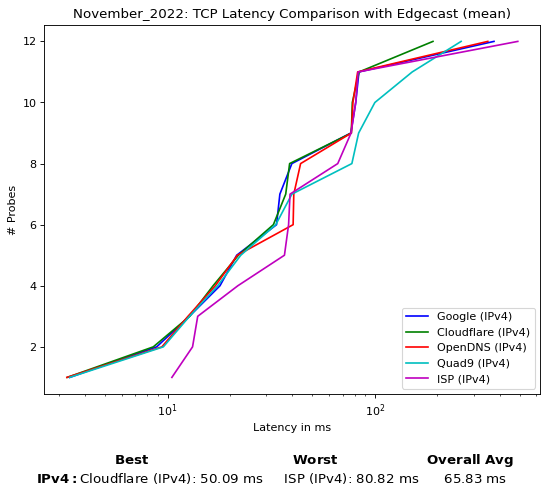 November_2022: TCP Latency Comparison with Edgecast (mean)
12
10
8
6
4
2
# Probes
Google (IPv4)
Cloudflare (IPv4)
OpenDNS (IPv4)
Quad9 (IPv4)
ISP (IPv4)
10¹ 10²
Latency in ms
Best Worst Overall Avg
IPv4: Cloudflare (IPv4): 50.09 ms ISP (IPv4): 80.82 ms 65.83 ms